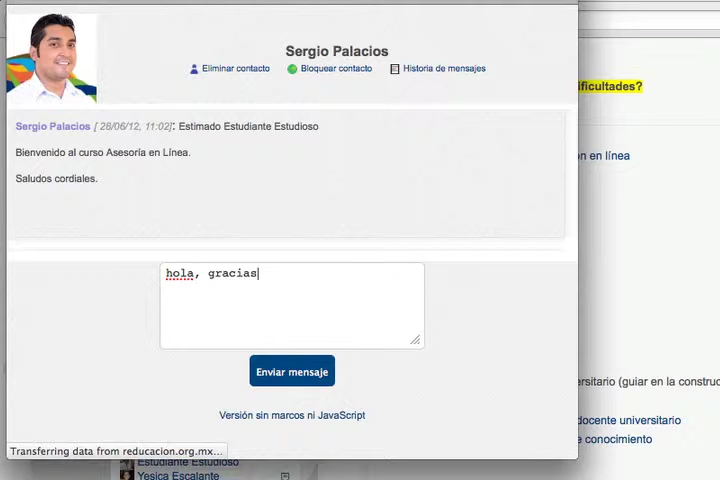 Sergio Palacios
Eliminar contacto Bloquear contacto Historia de mensajes
ificultades?
Sergio Palacios [ 26/06/12, 11:02]: Estimado Estudiante Estudioso
Bienvenido al curso Asesoría en Línea.
n en línea
Saludos cordiales.
hola, gracias
Enviar mensaje
ersitario (guiar en la construc
Versión sin marcos ni JavaScript
docente universitario
e conocimiento
Transferring data from reducacion.org.mx...
Estudiante Estudioso
Yesica Escalante